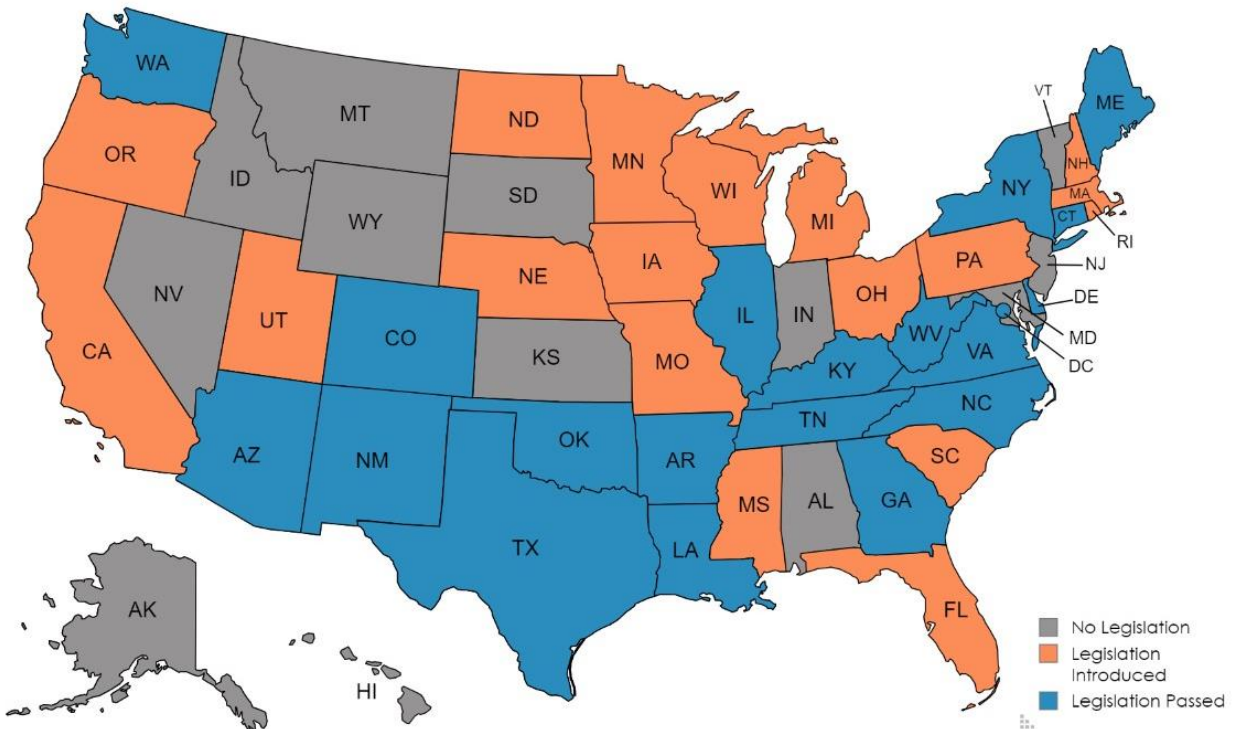 WA
MT
ND
VT
ME
OR
MN
ID
SD
WI
NY
NH
MA
WY
MI
CT
RI
IA
PA
NE
NJ
NV
OH
DE
UT
IL
IN
CO
WV
MD
CA
KS
MO
VA
DC
KY
NC
TN
AZ
OK
NM
AR
SC
MS
AL
GA
TX
LA
AK
FL
HI
No Legislation
Legislation
Introduced
Legislation Passed